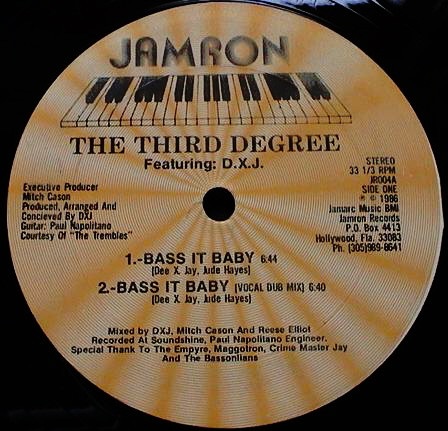 JAMRON
THE THIRD DEGREE
Featuring: D.X.J.
Executive Producer
Mitch Cason
Produced, Arranged And
Concieved By DXJ
Guitar: Paul Napolitano
Courtesy Of "The Trembles"
STEREO
33 1/3 RPM
JR004A
SIDE ONE
℗ © 1986
Jamarc Music BMI
Jamron Records
P.O. Box 4413
Hollywood, Fla. 33083
Ph. (305)989-8641
1.-BASS IT BABY 6:44
(Dee X. Jay, Jude Hayes)
2.-BASS IT BABY (VOCAL DUB MIX) 6:40
(Dee X. Jay, Jude Hayes)
Mixed by DXJ, Mitch Cason And Reese Elliot
Recorded At Soundshine, Paul Napolitano Engineer.
Special Thank To The Empyre, Maggotron, Crime Master Jay
And The Bassonlians